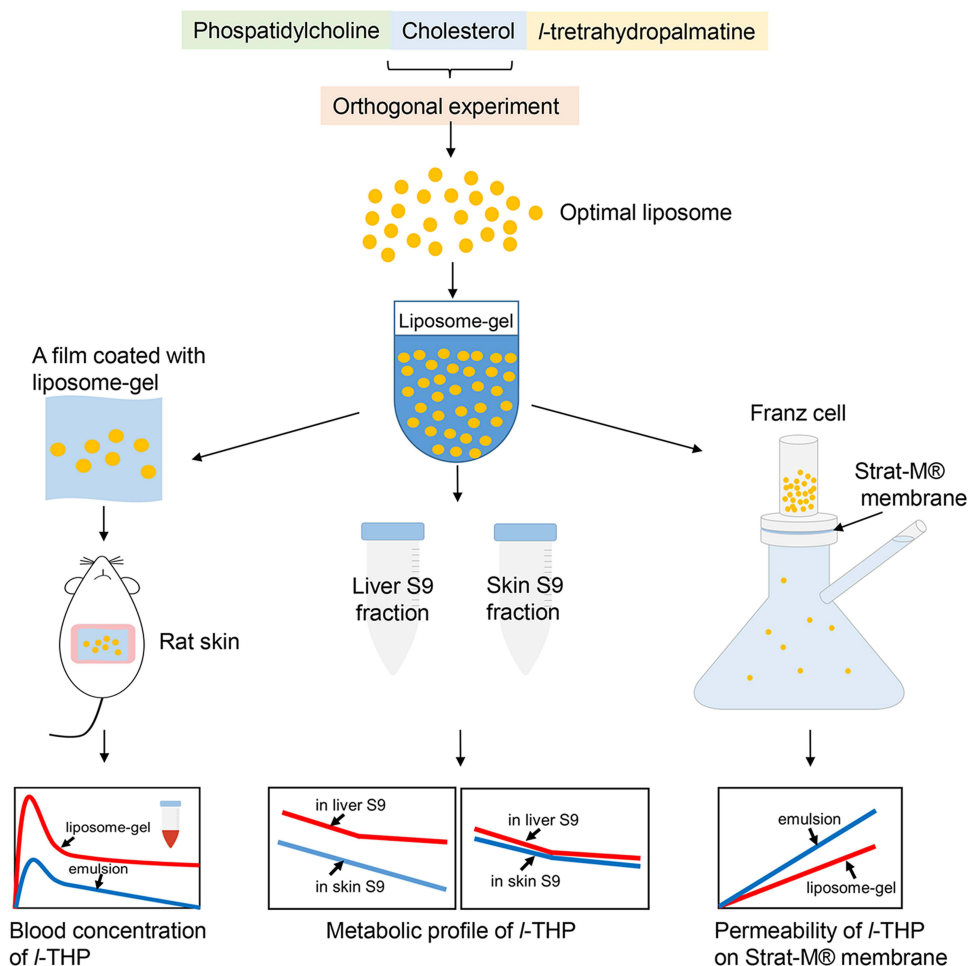 Phospatidylcholine
Cholesterol
l-tretrahydropalmatine
Orthogonal experiment
Optimal liposome
Liposome-gel
A film coated with
liposome-gel
Franz cell
Strat-M®
membrane
Liver S9
fraction
Skin S9
fraction
Rat skin
liposome-gel
emulsion
in liver S9
in skin S9
in liver S9
in skin S9
emulsion
liposome-gel
Blood concentration
of l-THP
Metabolic profile of l-THP
Permeability of l-THP
on Strat-M® membrane